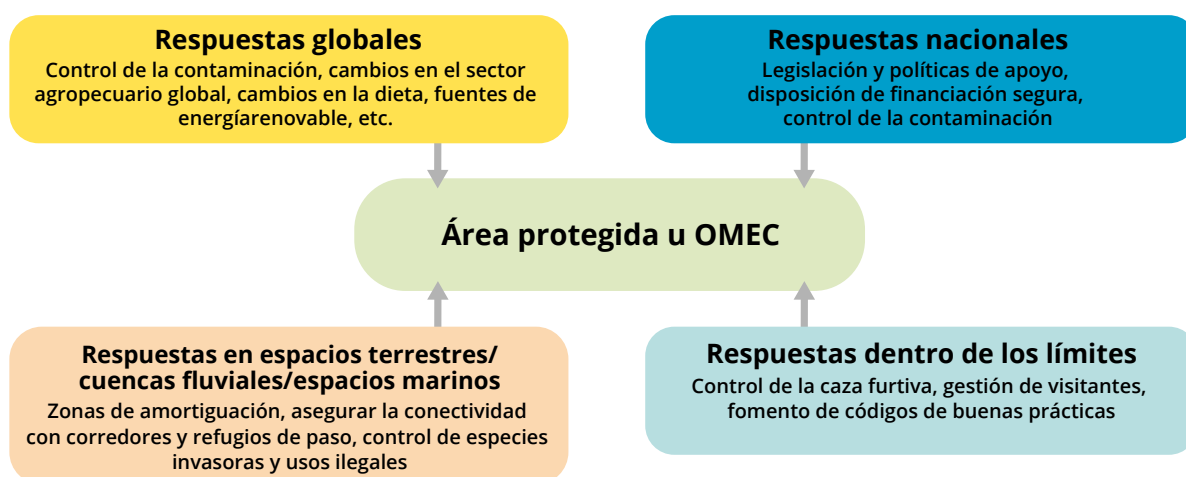 Respuestas globales
Control de la contaminación, cambios en el sector
agropecuario global, cambios en la dieta, fuentes de
energíarenovable, etc.
Respuestas nacionales
Legislación y políticas de apoyo,
disposición de financiación segura,
control de la contaminación
Área protegida u OMEC
Respuestas en espacios terrestres/
cuencas fluviales/espacios marinos
Zonas de amortiguación, asegurar la conectividad
con corredores y refugios de paso, control de especies
invasoras y usos ilegales
Respuestas dentro de los límites
Control de la caza furtiva, gestión de visitantes,
fomento de códigos de buenas prácticas